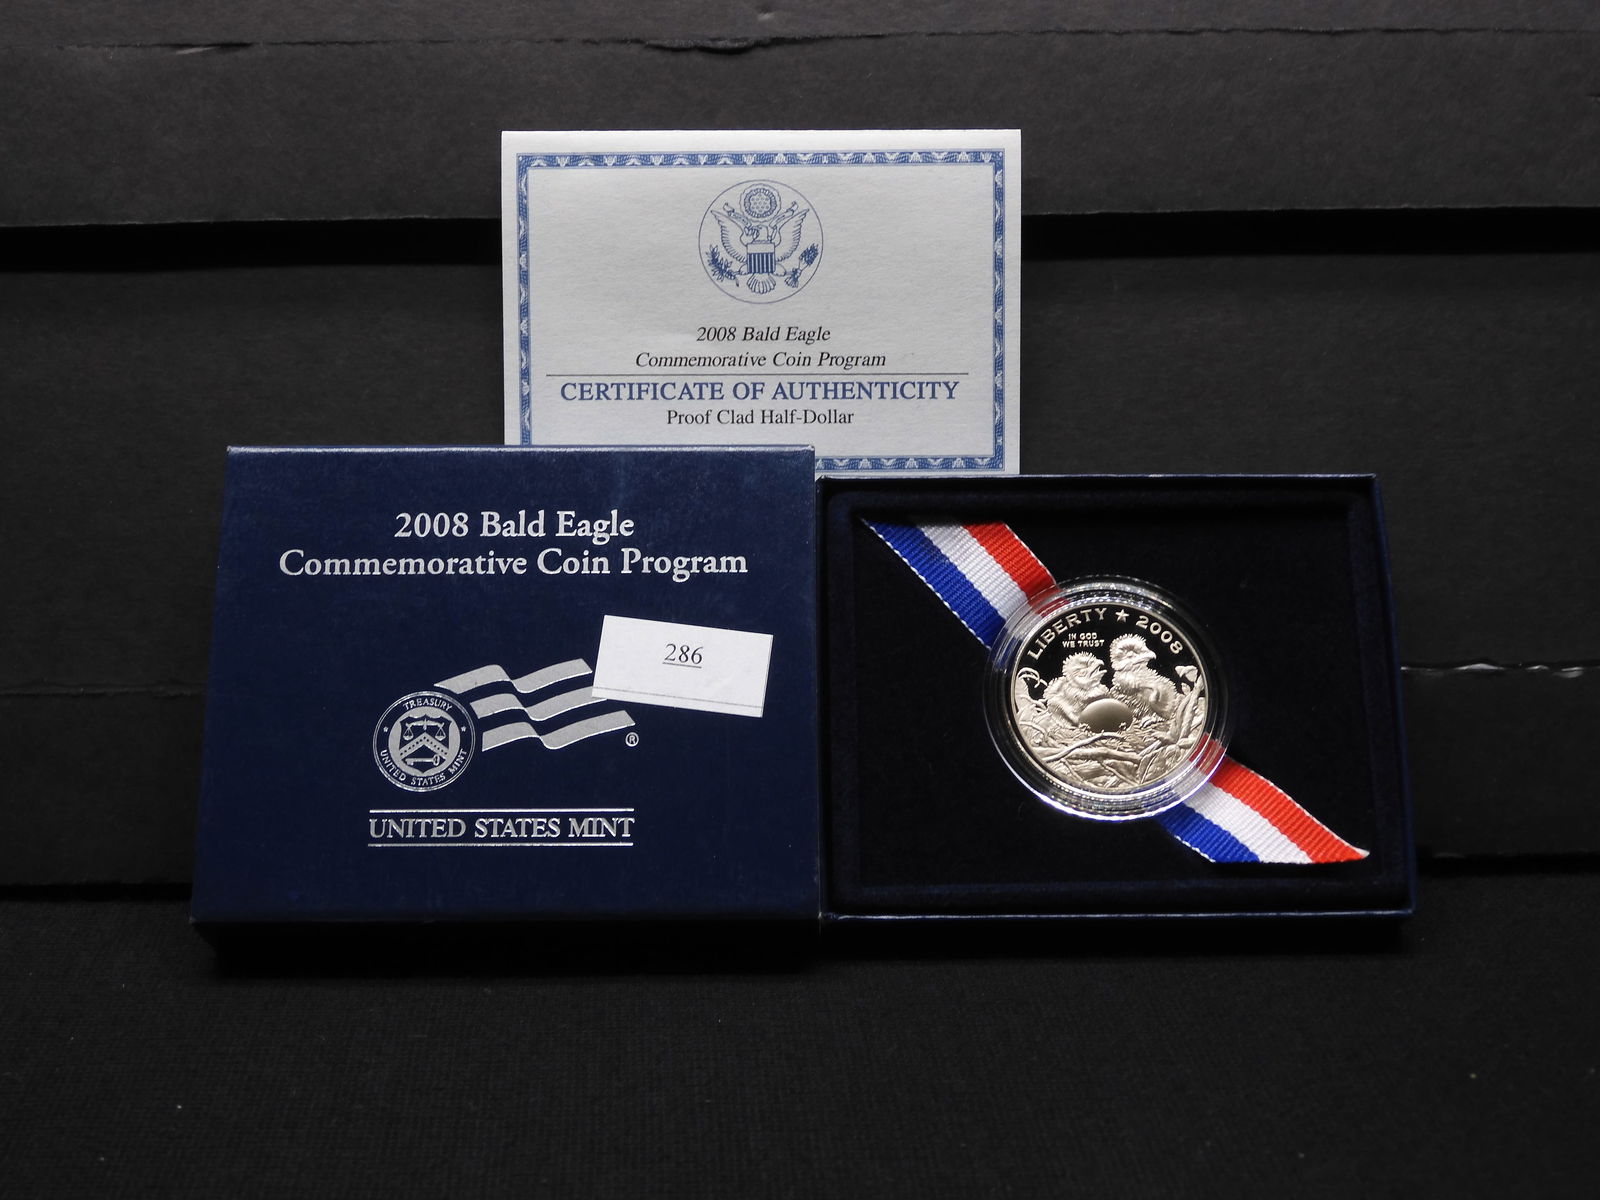 2008 Bald Eagle
Commemorative Coin Program
CERTIFICATE OF AUTHENTICITY
Proof Clad Half-Dollar
2008 Bald Eagle
Commemorative Coin Program
286
TREASURY
UNITED STATES MINT
®
UNITED STATES MINT
LIBERTY ★ 2008
IN GOD
WE TRUST